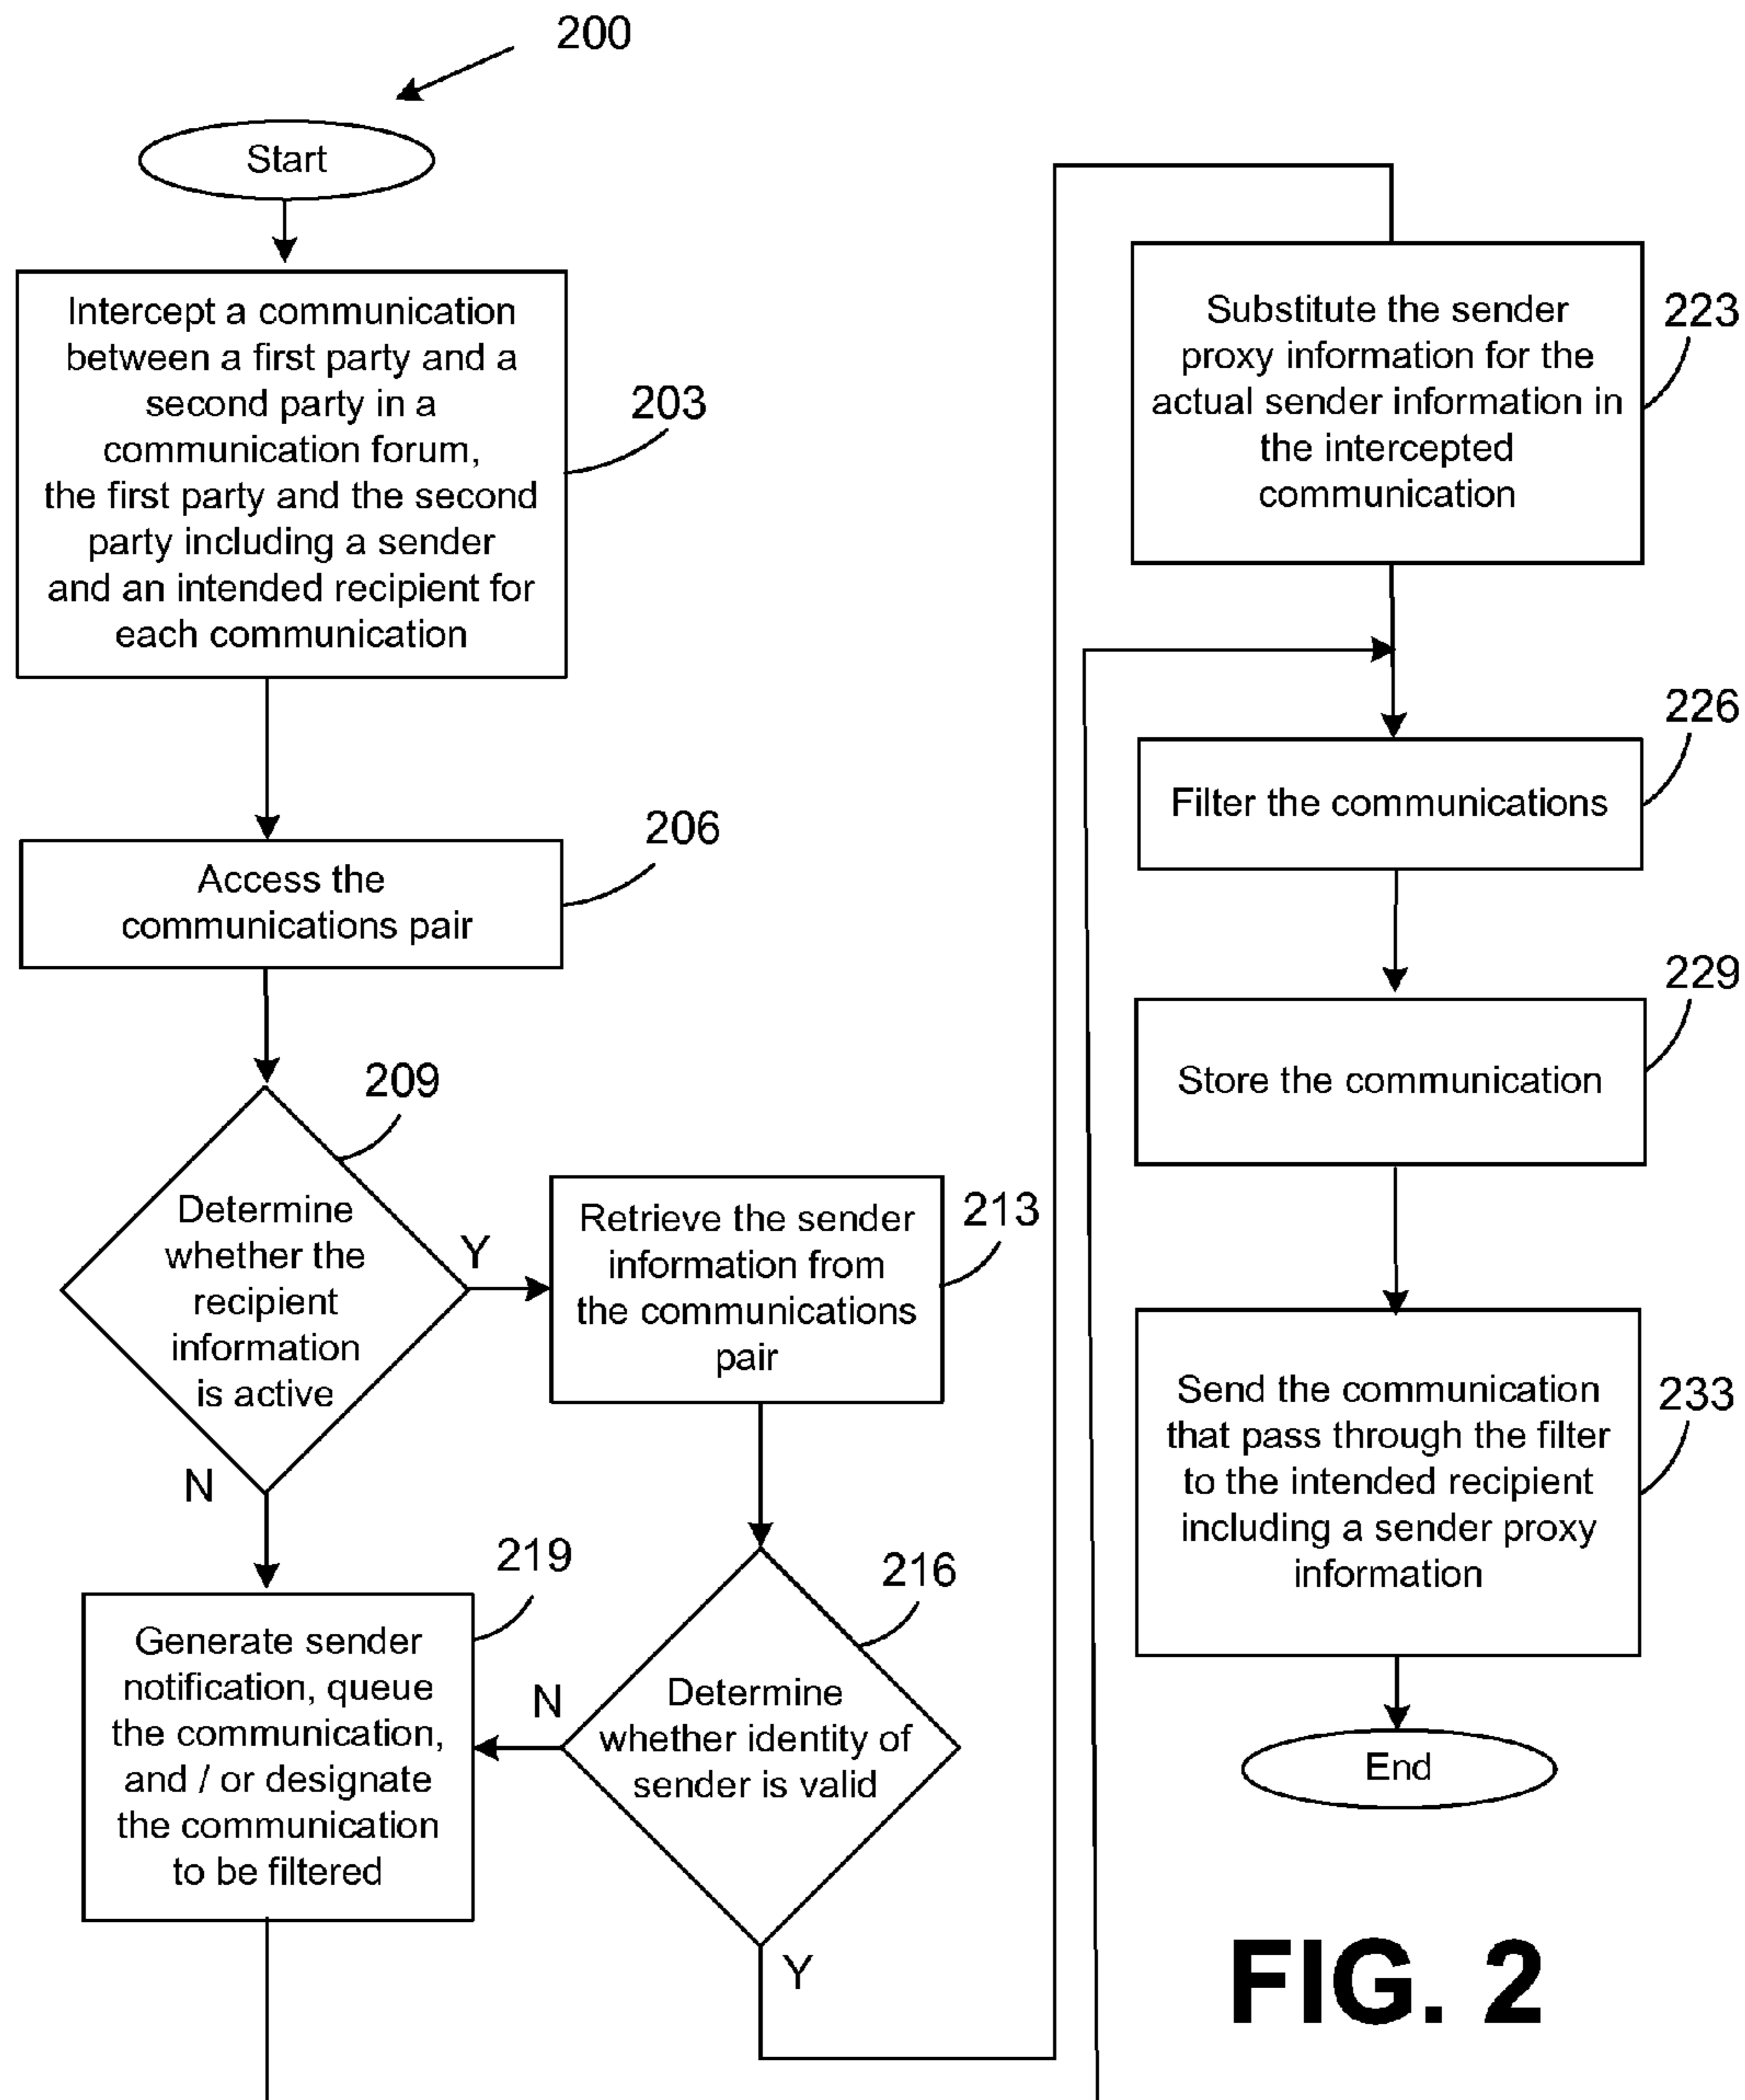 200
Start
Intercept a communication
between a first party and a
second party in a
communication forum,
the first party and the second
party including a sender
and an intended recipient for
each communication
203
Access the
communications pair
206
209
Determine
whether the
recipient
information
is active
Y
N
Retrieve the sender
information from
the communications
pair
213
216
Determine
whether identity of
sender is valid
N
Y
219
Generate sender
notification, queue
the communication,
and / or designate
the communication
to be filtered
Substitute the sender
proxy information for the
actual sender information in
the intercepted
communication
223
226
Filter the communications
229
Store the communication
Send the communication
that pass through the filter
to the intended recipient
including a sender proxy
information
233
End
FIG. 2